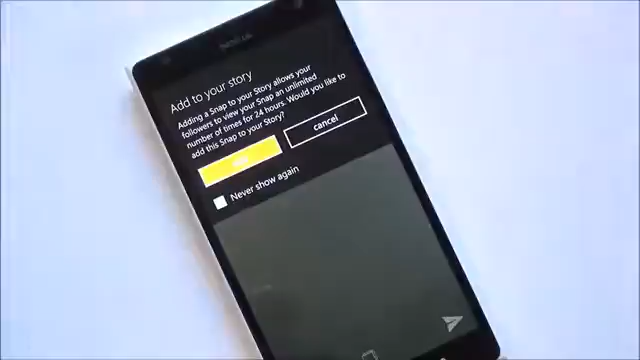 NOKIA
Add to your story
Adding a Snap to your Story allows your
followers to view your Snap an unlimited
number of times for 24 hours. Would you like to
add this Snap to your Story?
cancel
Never show again